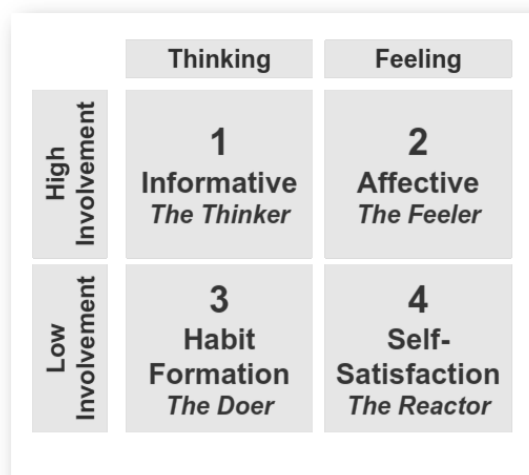 Thinking
Feeling
High
Involvement
1
Informative
The Thinker
2
Affective
The Feeler
Low
Involvement
3
Habit
Formation
The Doer
4
Self-
Satisfaction
The Reactor